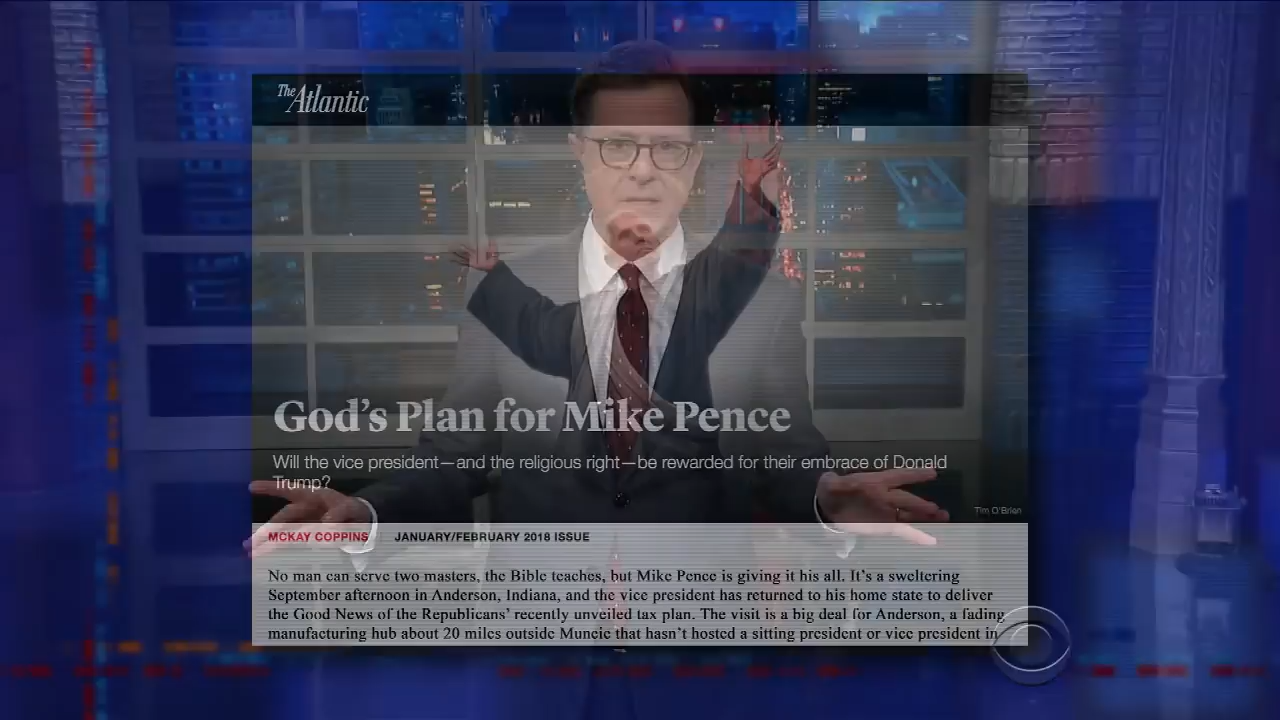 The Atlantic
God's Plan for Mike Pence
Will the vice president—and the religious right—be rewarded for their embrace of Donald
Trump?
Tim O'Brien
MCKAY COPPINS JANUARY/FEBRUARY 2018 ISSUE
No man can serve two masters, the Bible teaches, but Mike Pence is giving it his all. It's a sweltering
September afternoon in Anderson, Indiana, and the vice president has returned to his home state to deliver
the Good News of the Republicans' recently unveiled tax plan. The visit is a big deal for Anderson, a fading
manufacturing hub about 20 miles outside Muncie that hasn't hosted a sitting president or vice president in